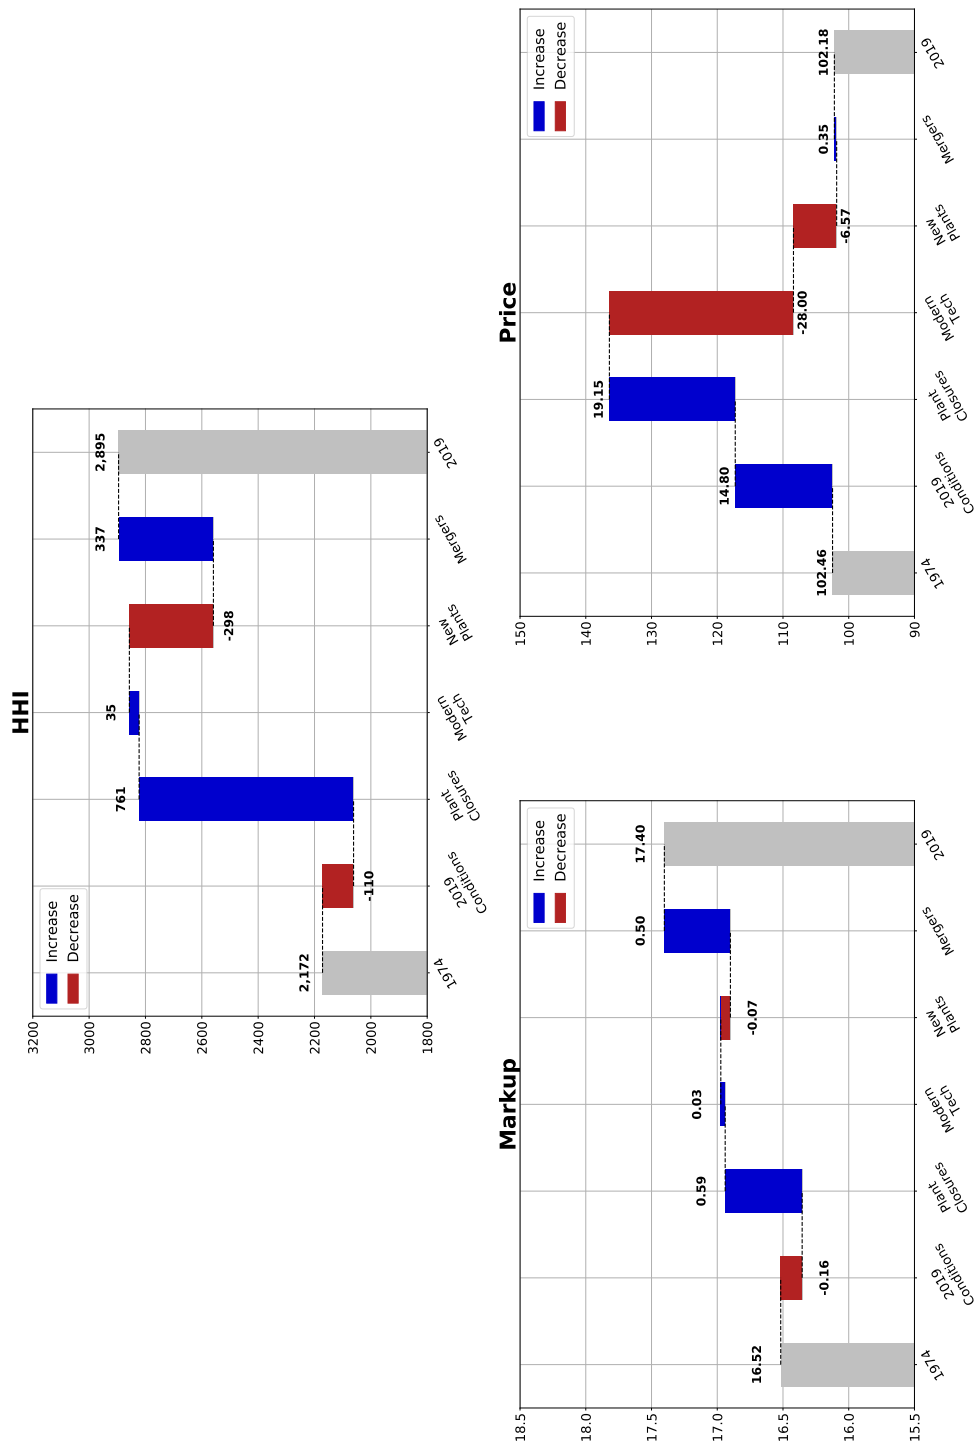 HHI
Increase
Decrease
3200
3000
2800
2600
2400
2200
2000
1800
2,172
-110
761
35
-298
337
2,895
1974
2019
Conditions
Plant
Closures
Modern
Tech
New
Plants
Mergers
2019
Markup
Increase
Decrease
18.5
18.0
17.5
17.0
16.5
16.0
15.5
16.52
-0.16
0.59
0.03
-0.07
0.50
17.40
1974
2019
Conditions
Plant
Closures
Modern
Tech
New
Plants
Mergers
2019
Price
Increase
Decrease
150
140
130
120
110
100
90
102.46
14.80
19.15
-28.00
-6.57
0.35
102.18
1974
2019
Conditions
Plant
Closures
Modern
Tech
New
Plants
Mergers
2019